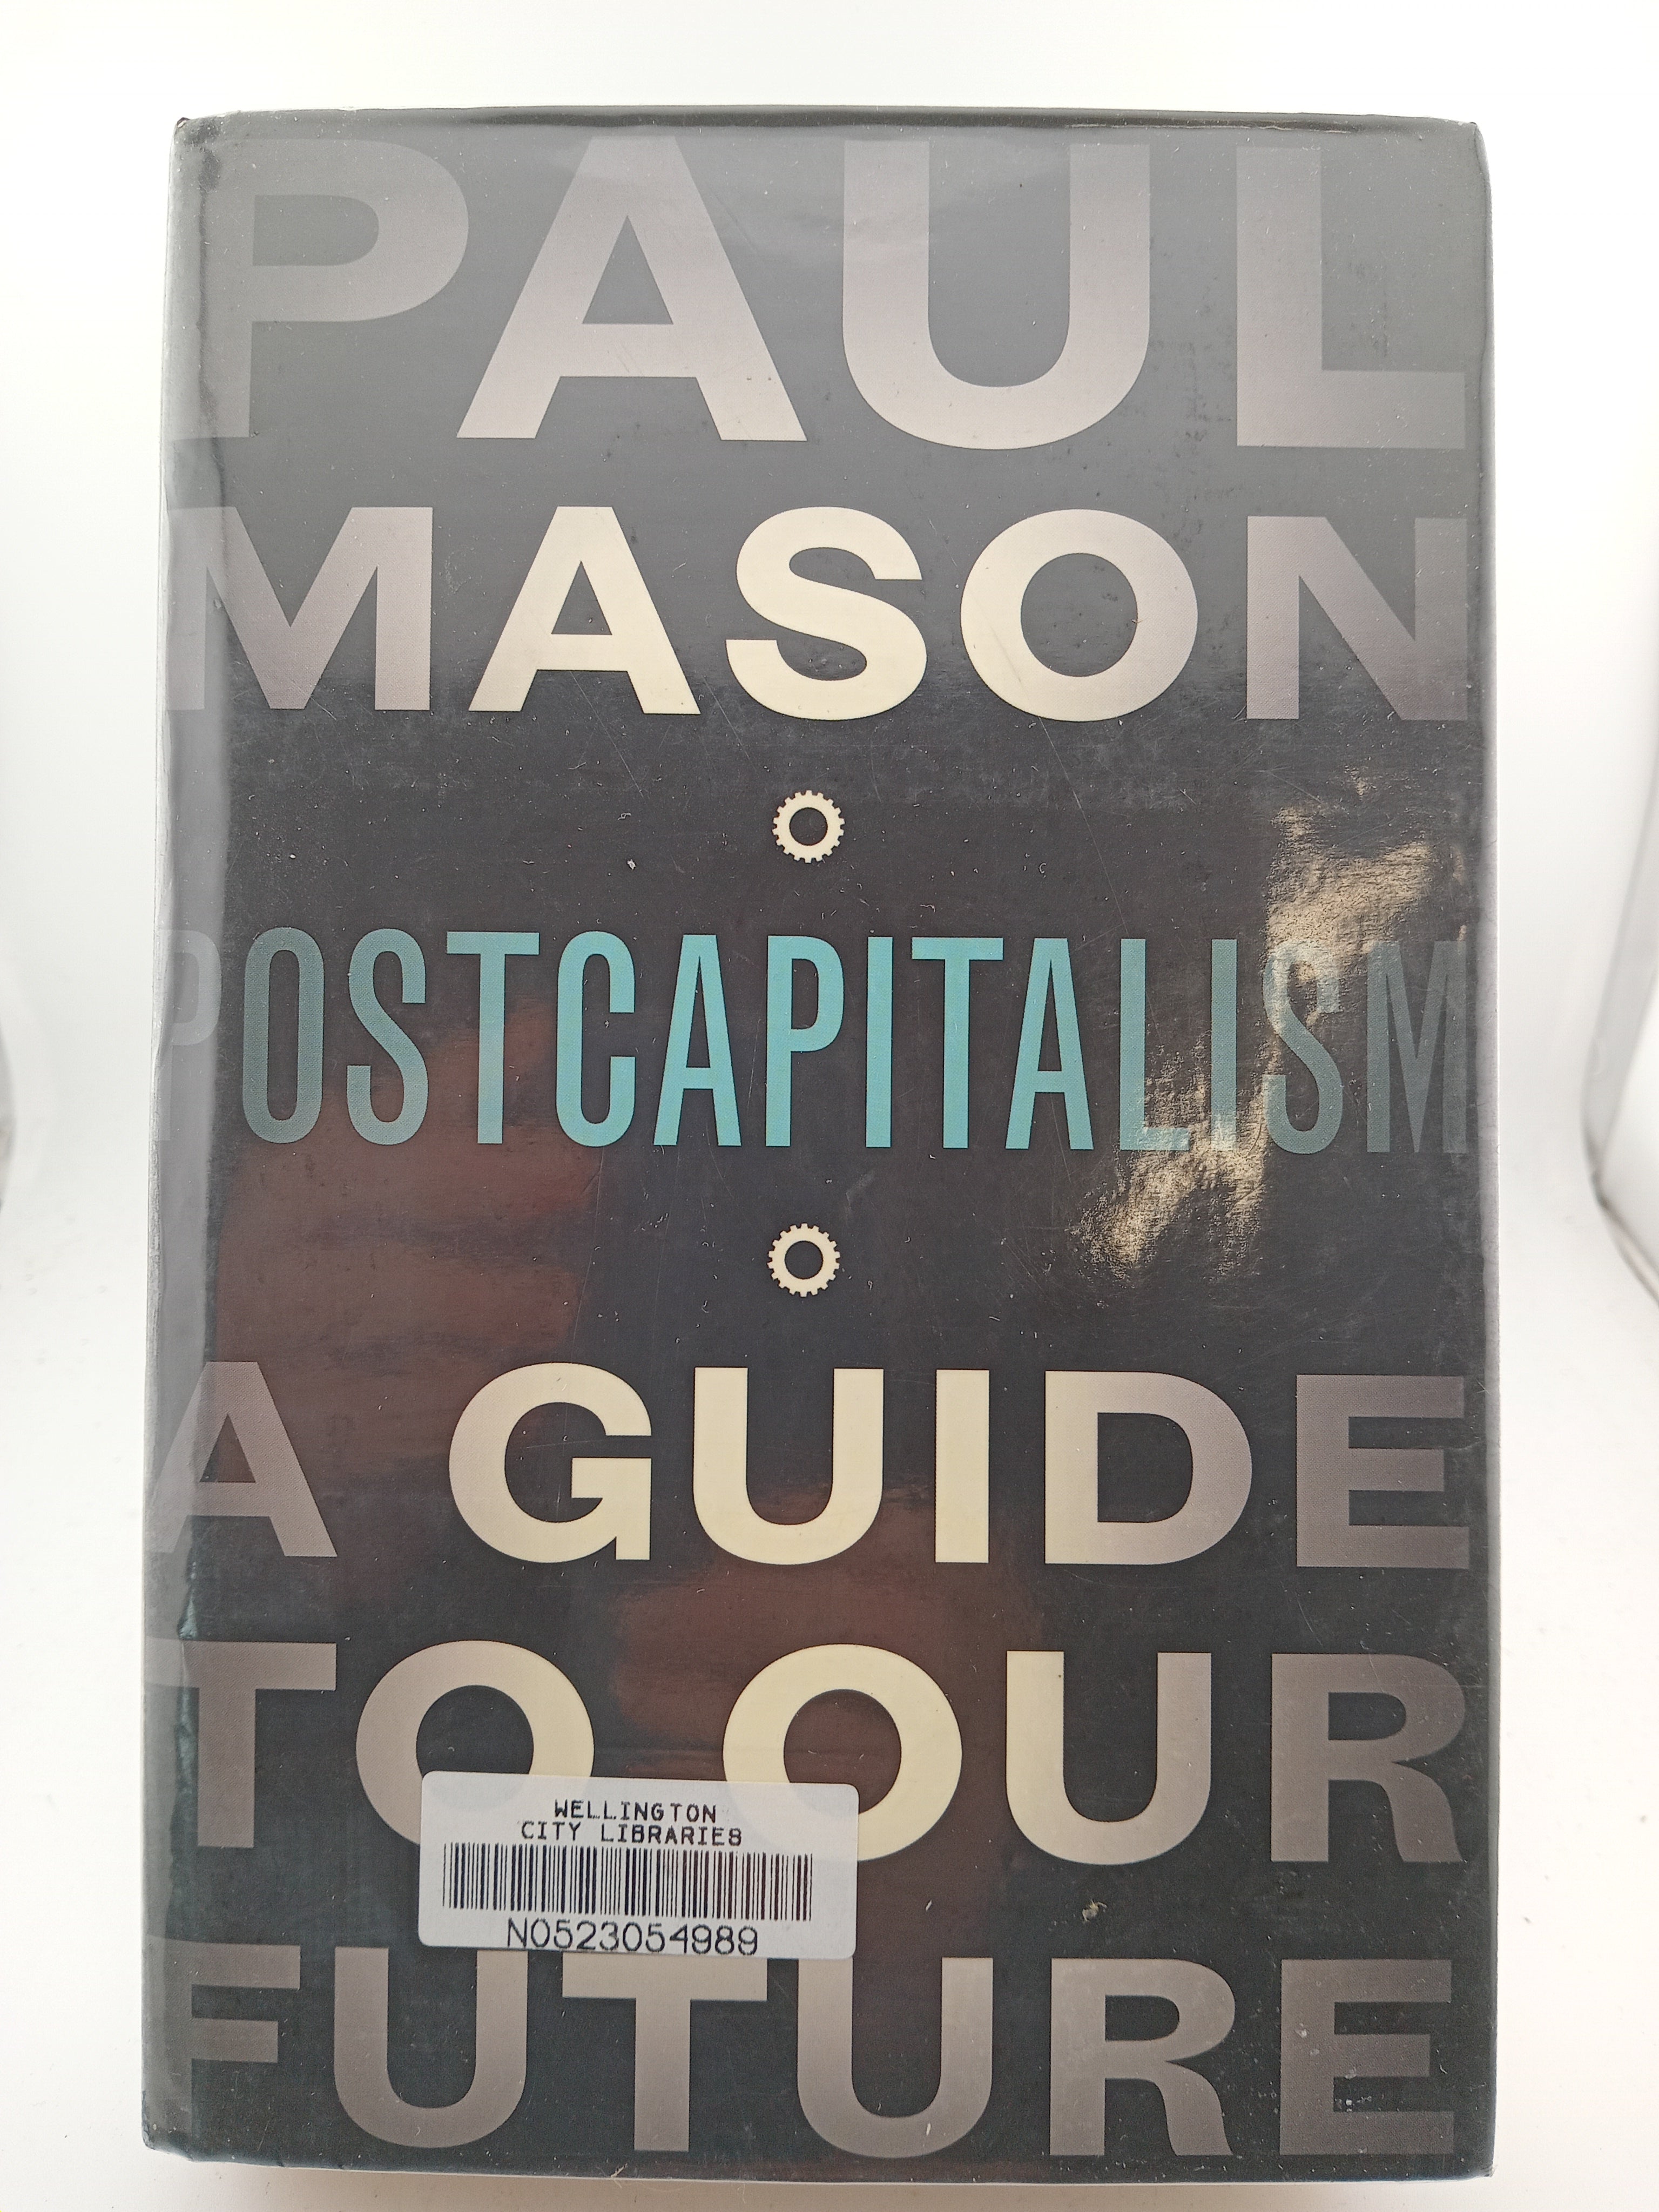 PAUL
MASON
POSTCAPITALISM
A GUIDE
TO OUR
WELLINGTON
CITY LIBRARIES
N0523054989
FUTURE